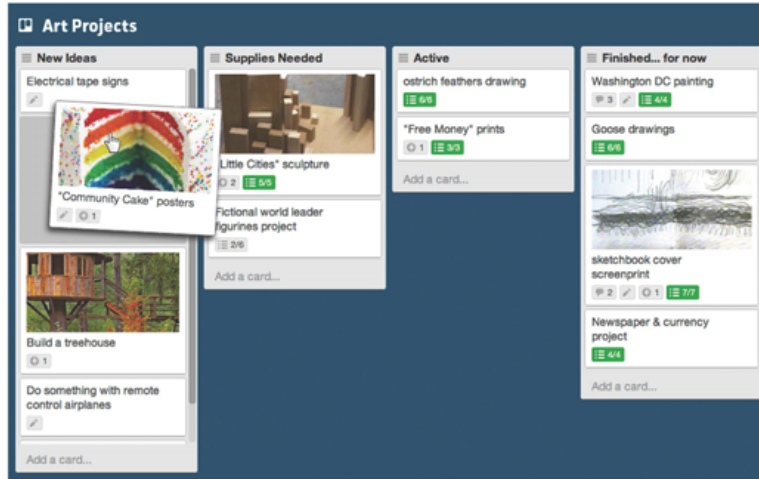 Art Projects
New Ideas
Electrical tape signs
"Community Cake" posters
1
Build a treehouse
1
Do something with remote
control airplanes
Add a card...
Supplies Needed
Little Cities" sculpture
2 5/5
Fictional world leader
figurines project
2/6
Add a card...
Active
ostrich feathers drawing
6/6
"Free Money" prints
1 3/3
Add a card...
Finished... for now
Washington DC painting
3 4/4
Goose drawings
6/6
sketchbook cover
screenprint
2 1 7/7
Newspaper & currency
project
4/4
Add a card...